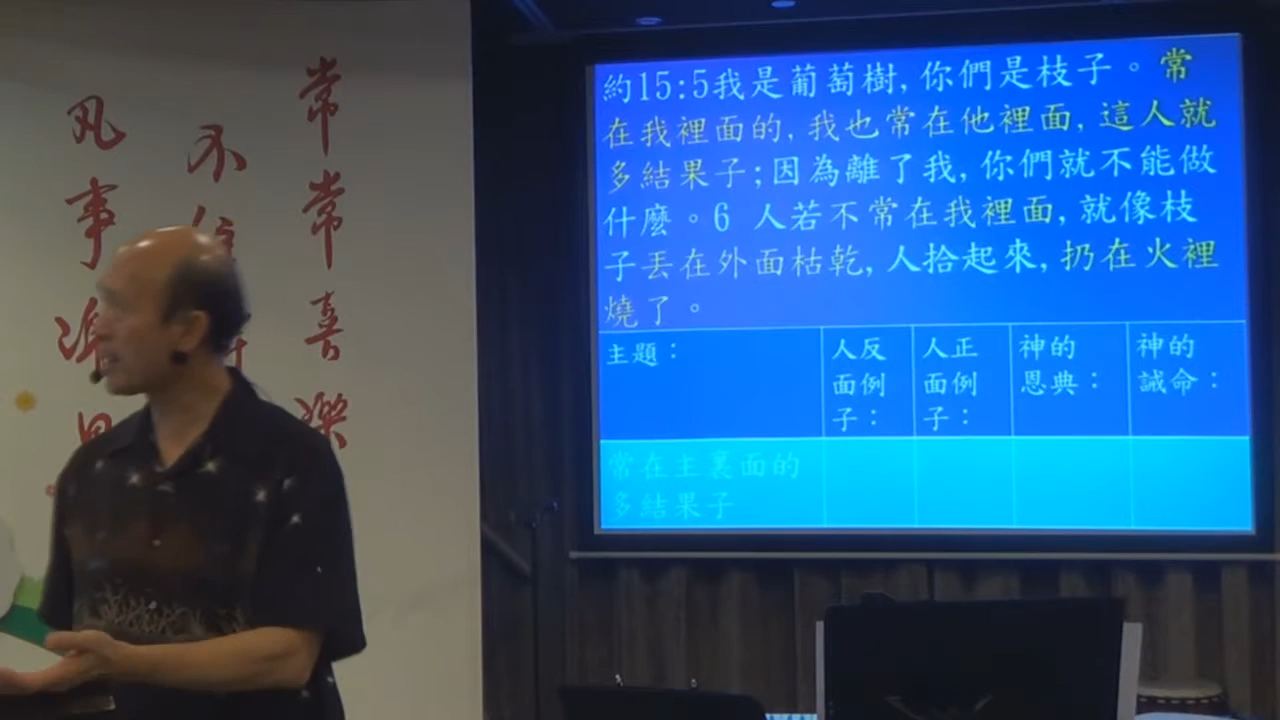 常常喜樂
不住
凡事
約15:5我是葡萄樹,你們是枝子。常
在我裡面的,我也常在他裡面,這人就
多結果子;因為離了我,你們就不能做
什麼。6 人若不常在我裡面,就像枝
子丟在外面枯乾,人拾起來,扔在火裡
燒了。
主題:
人反
面例
子:
人正
面例
子:
神的
恩典:
神的
誡命:
常在主裏面的
多結果子